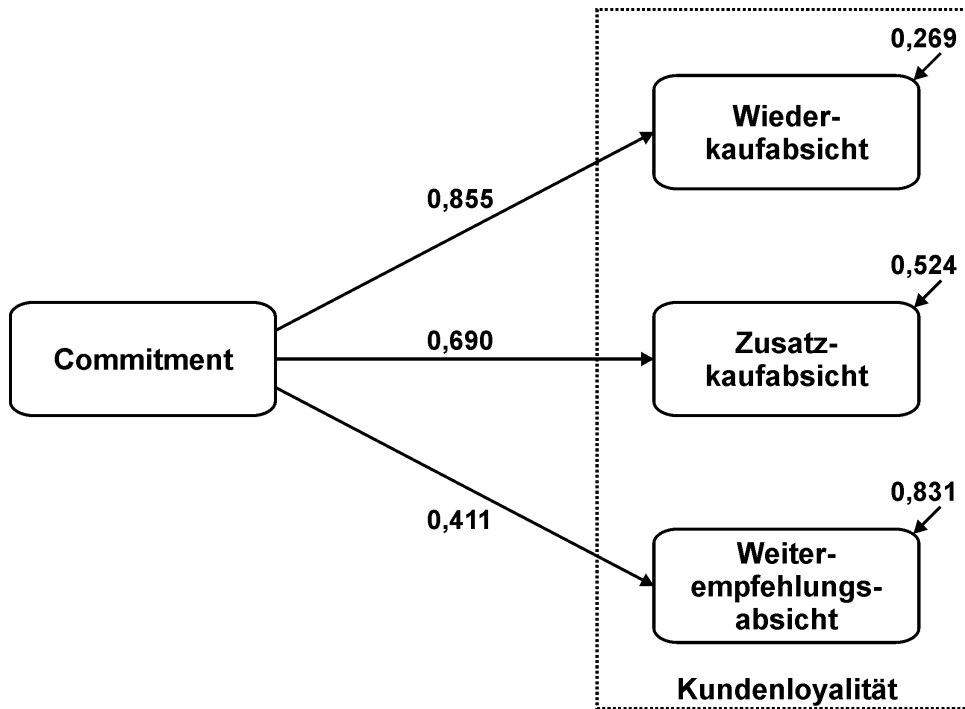 0,269
Wieder-
kaufabsicht
0,855
0,524
Commitment
0,690
Zusatz-
kaufabsicht
0,831
0,411
Weiter-
empfehlungs-
absicht
Kundenloyalität